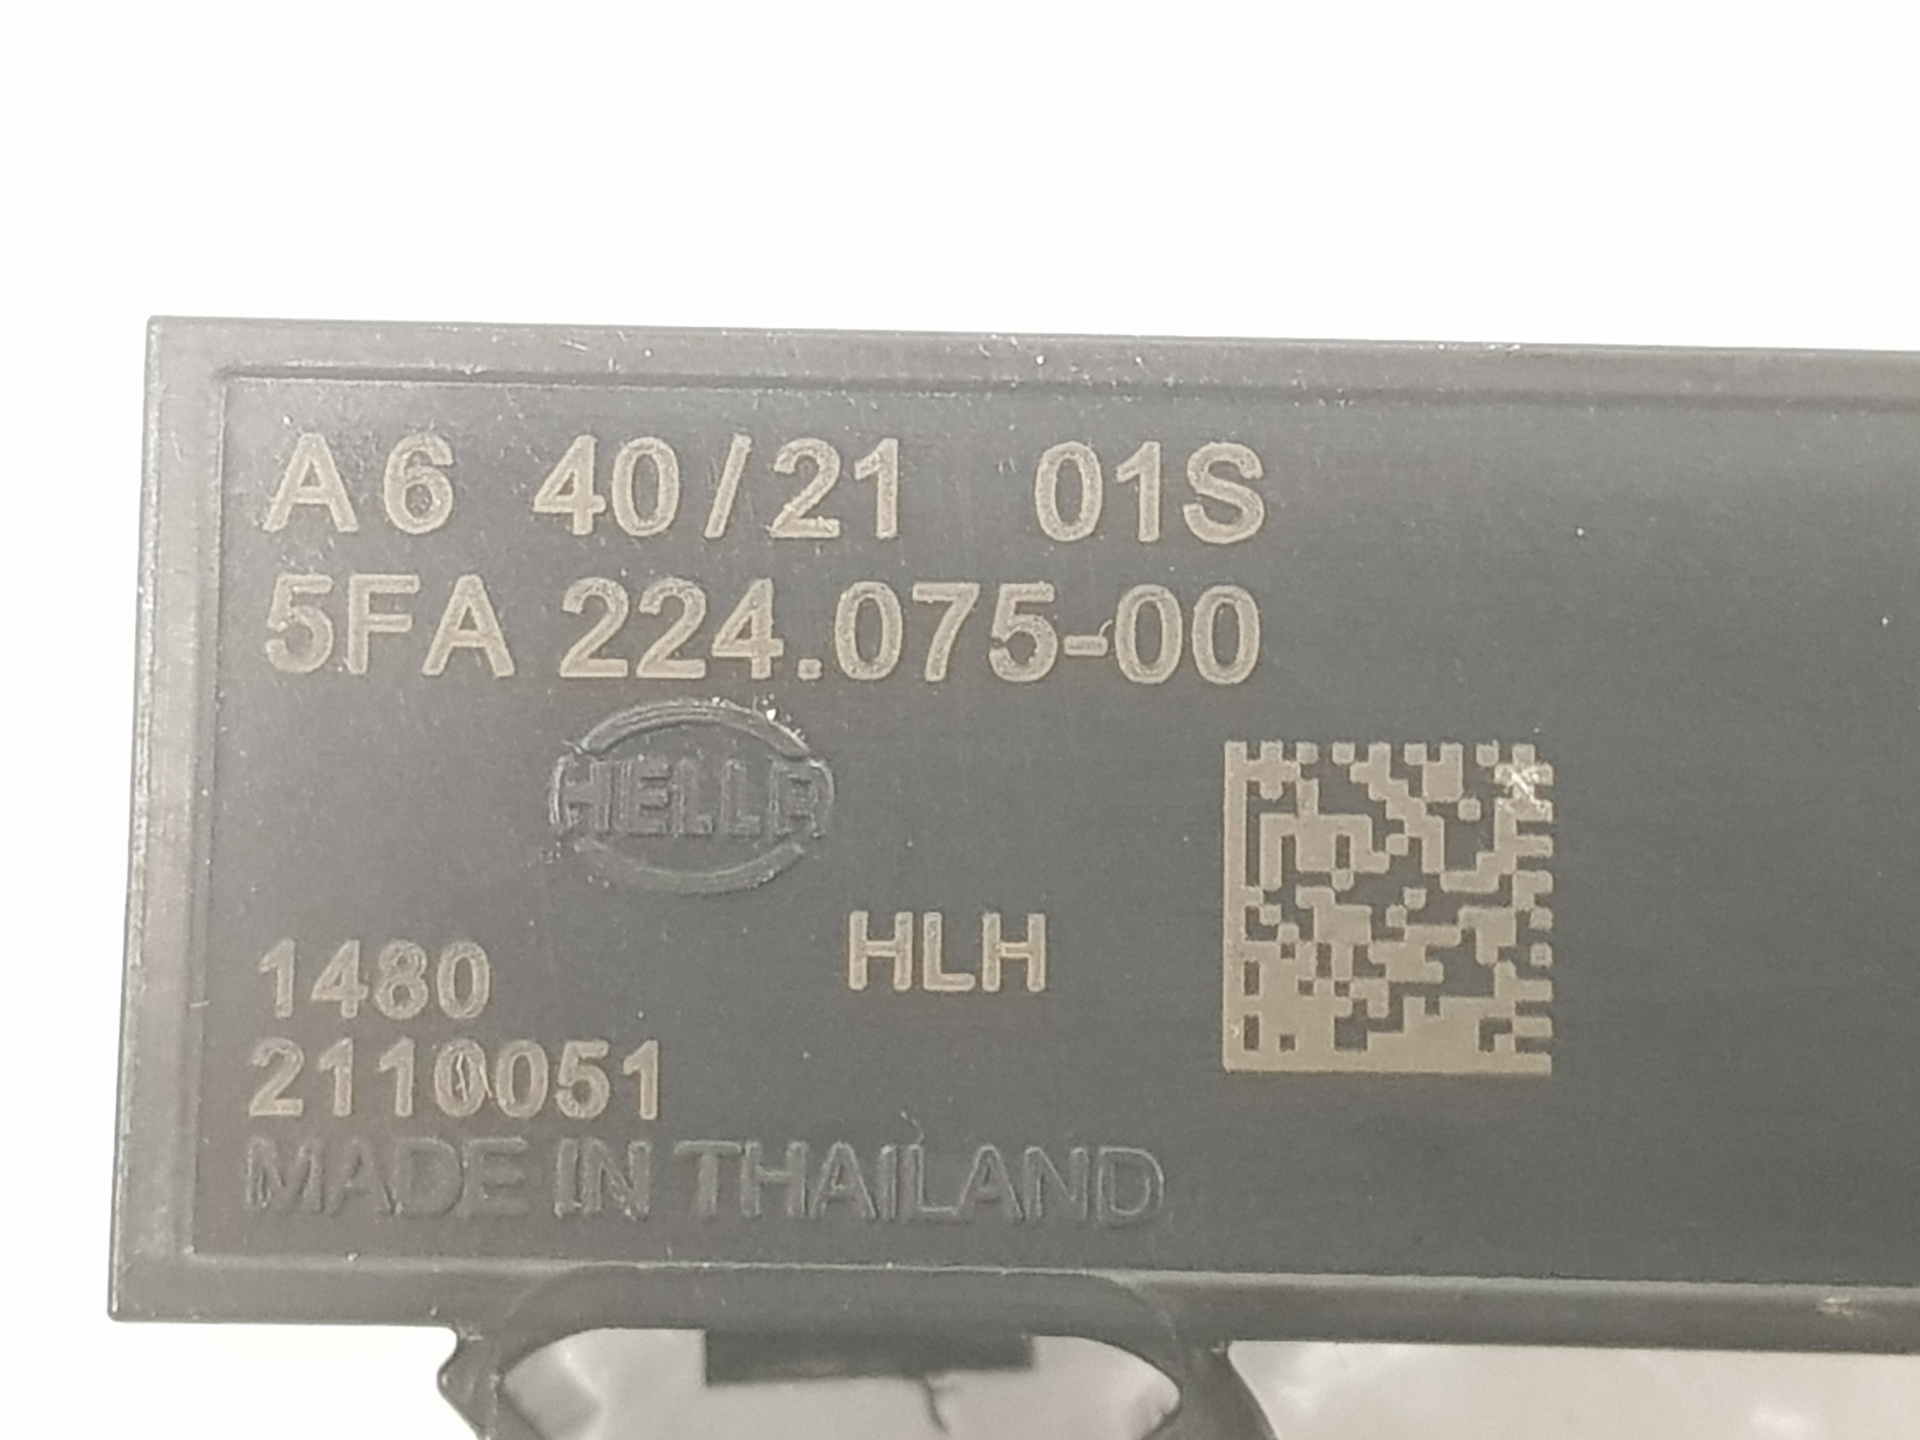 A6 40/21 01S
5FA 224.075-00
HELLA
HLH
1480
2110051
MADE IN THAILAND